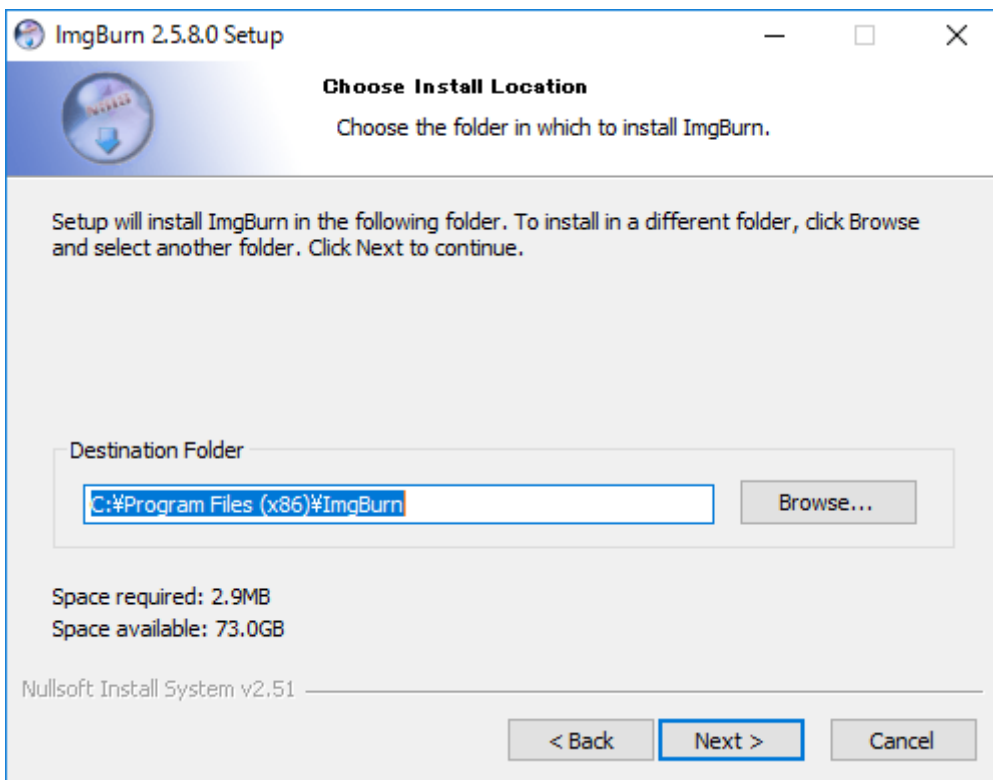 ImgBurn 2.5.8.0 Setup
Choose Install Location
Choose the folder in which to install ImgBurn.
Setup will install ImgBurn in the following folder. To install in a different folder, click Browse
and select another folder. Click Next to continue.
Destination Folder
C:¥Program Files (x86)¥ImgBurn
Browse...
Space required: 2.9MB
Space available: 73.0GB
Nullsoft Install System v2.51
< Back
Next >
Cancel